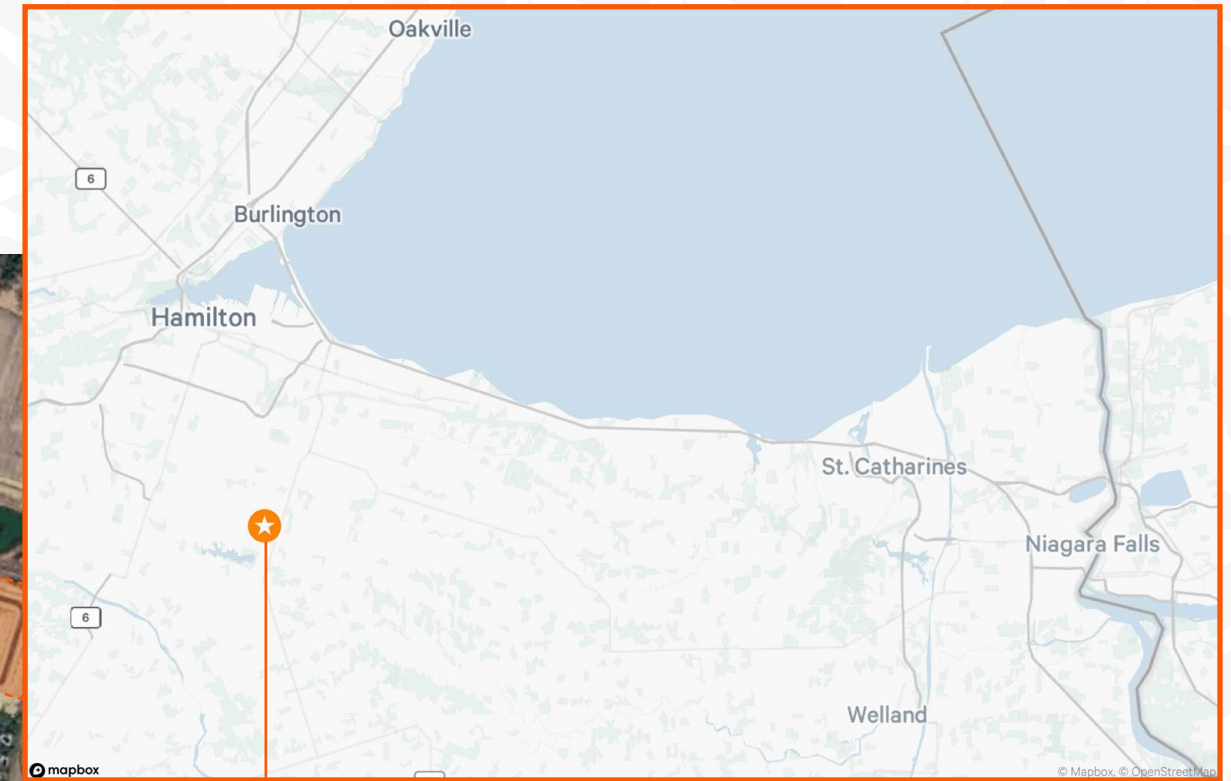 Oakville
6
Burlington
Hamilton
St. Catharines
Niagara Falls
6
Welland
mapbox
© Mapbox, © OpenStreetMap